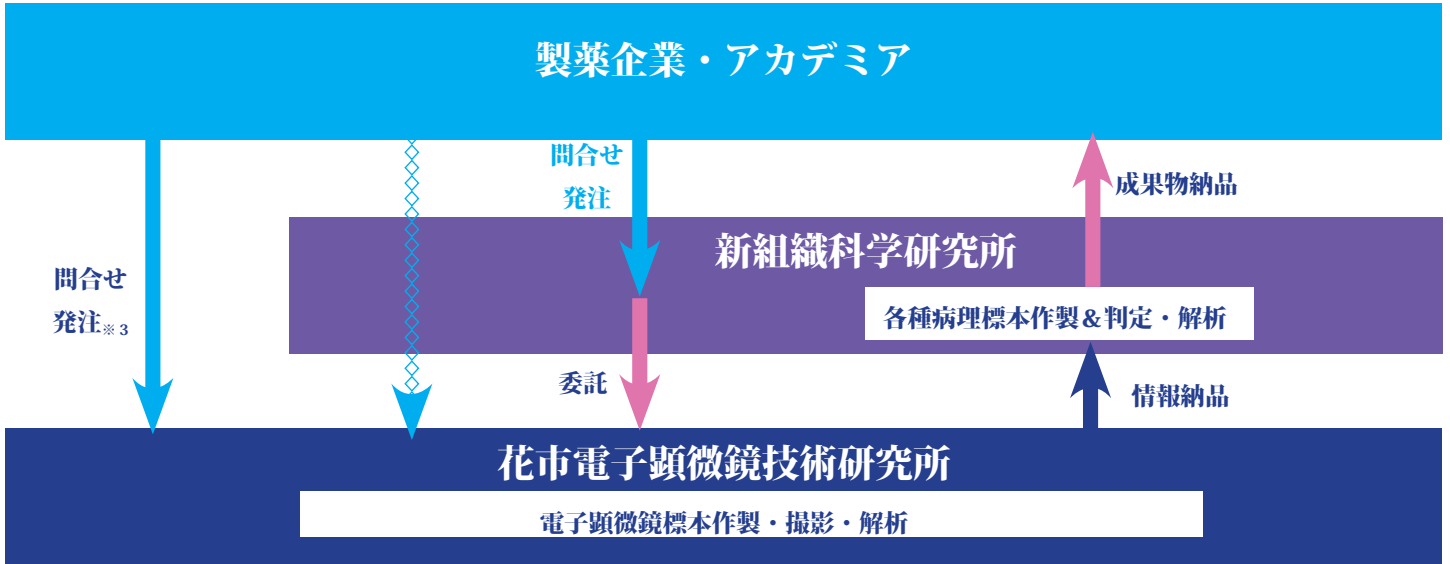 製薬企業・アカデミア
問合せ
発注
成果物納品
新組織科学研究所
問合せ
発注※3
各種病理標本作製&判定・解析
委託
情報納品
花市電子顕微鏡技術研究所
電子顕微鏡標本作製・撮影・解析